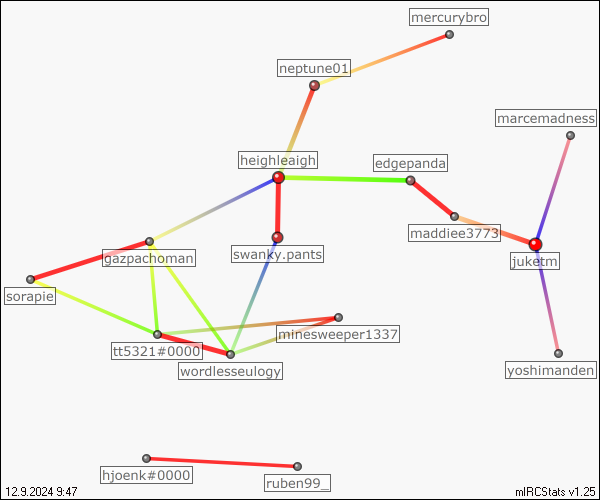 mercurybro
neptune01
marcemadness
heighleaigh
edgepanda
maddiee3773
gazpachoman
swanky.pants
juketm
sorapie
minesweeper1337
tt5321#0000
wordlesseulogy
yoshimanden
hjoenk#0000
ruben99_
12.9.2024 9:47
mIRCStats v1.25